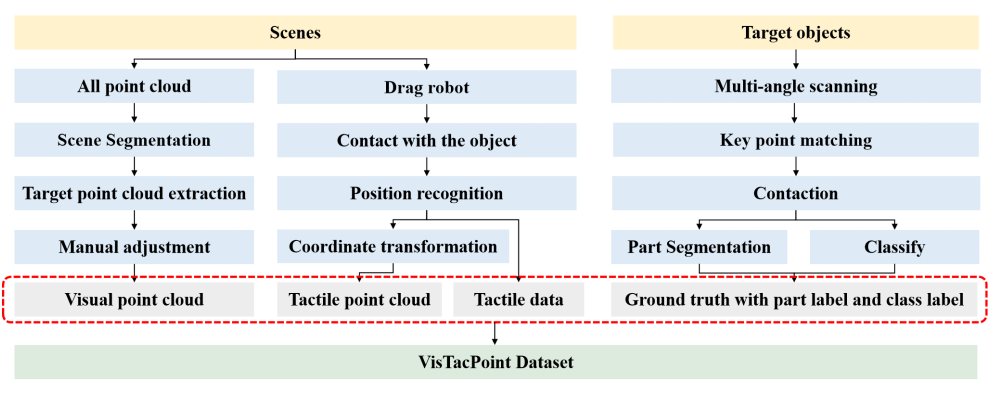 Scenes
Target objects
All point cloud
Drag robot
Multi-angle scanning
Scene Segmentation
Contact with the object
Key point matching
Target point cloud extraction
Position recognition
Contaction
Manual adjustment
Coordinate transformation
Part Segmentation
Classify
Visual point cloud
Tactile point cloud
Tactile data
Ground truth with part label and class label
VisTacPoint Dataset